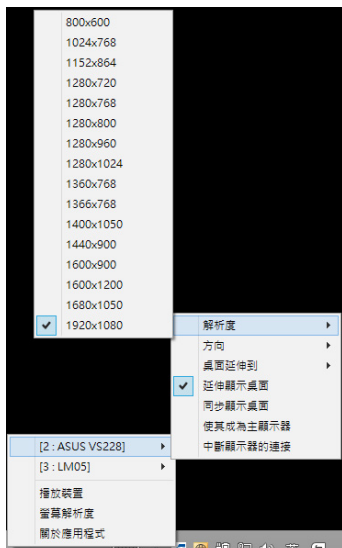 800x600
1024x768
1152x864
1280x720
1280x768
1280x800
1280x960
1280x1024
1360x768
1366x768
1400x1050
1440x900
1600x900
1600x1200
1680x1050
1920x1080
解析度
方向
桌面延伸到
延伸顯示桌面
同步顯示桌面
使其成為主顯示器
中斷顯示器的連接
[2 : ASUS VS228]
[3 : LM05]
播放裝置
螢幕解析度
關於應用程式